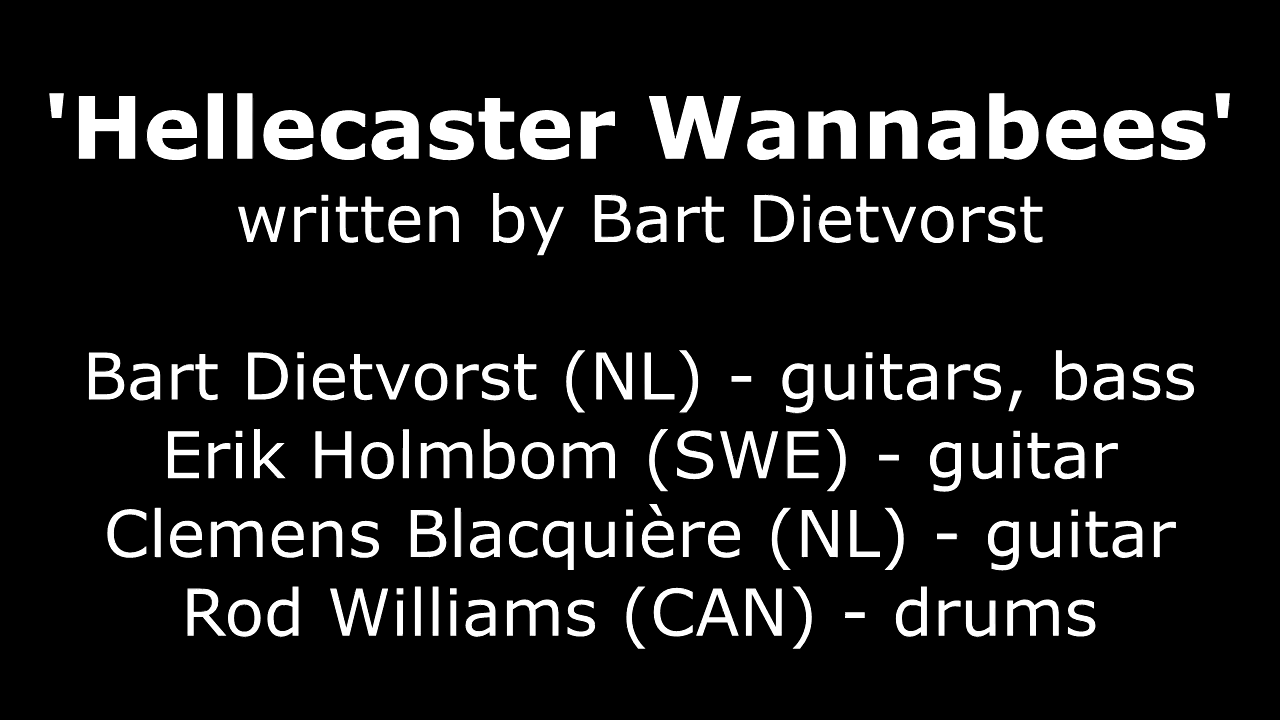 'Hellecaster Wannabees'
written by Bart Dietvorst
Bart Dietvorst (NL) - guitars, bass
Erik Holmbom (SWE) - guitar
Clemens Blacquière (NL) - guitar
Rod Williams (CAN) - drums